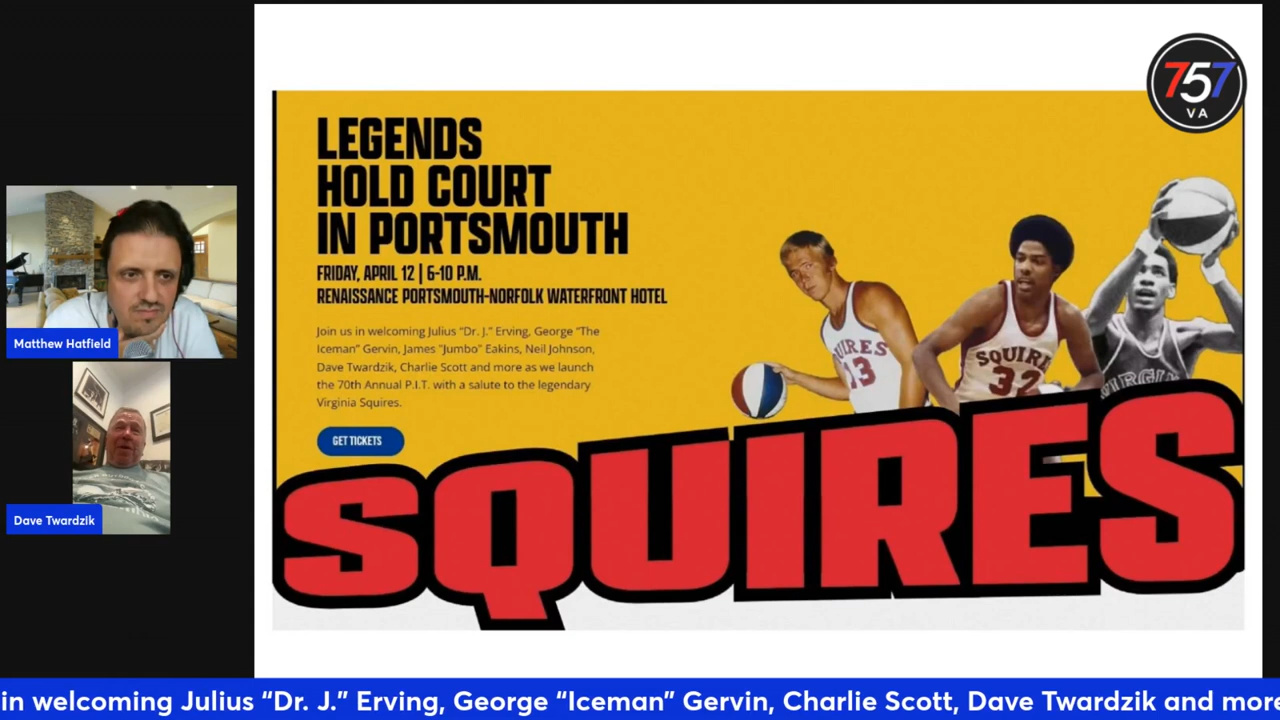 757
VA
LEGENDS
HOLD COURT
IN PORTSMOUTH
FRIDAY, APRIL 12 | 6-10 P.M.
RENAISSANCE PORTSMOUTH-NORFOLK WATERFRONT HOTEL
Join us in welcoming Julius "Dr. J." Erving, George "The
Iceman" Gervin, James "Jumbo" Eakins, Neil Johnson,
Dave Twardzik, Charlie Scott and more as we launch
the 70th Annual P.I.T. with a salute to the legendary
Virginia Squires.
GET TICKETS
UIRES
13
SQUIRE
32
VIRGIN
SQUIRES
Matthew Hatfield
Dave Twardzik
in welcoming Julius “Dr. J.” Erving, George “Iceman” Gervin, Charlie Scott, Dave Twardzik and more